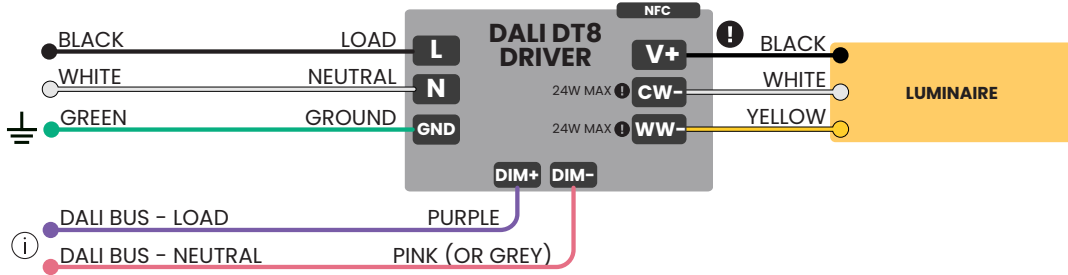 NFC
BLACK LOAD L DALI DT8 V+ ! BLACK
DRIVER
WHITE NEUTRAL N 24W MAX ! CW- WHITE LUMINAIRE
GREEN GROUND GND 24W MAX ! WW- YELLOW
DIM+ DIM-
DALI BUS - LOAD PURPLE
i
DALI BUS - NEUTRAL PINK (OR GREY)